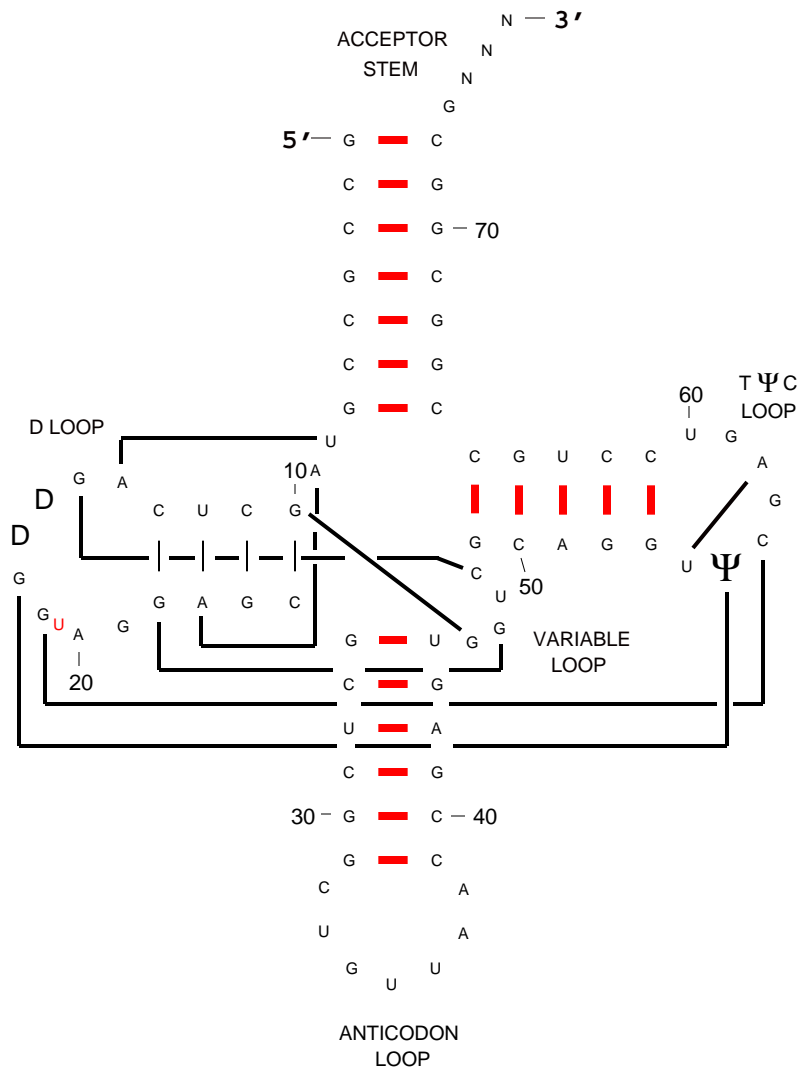 N — 3’
ACCEPTOR
STEM
N
N
G
5’ — G C
C G
C G — 70
G C
C G
C G
G C
T Ψ C
LOOP
60
D LOOP
U
U
G
C G U C C
A
10
A
G
A
D
G
C U C G
D
G C A G G
C
U
Ψ
G
C
50
U
G A G C
G
U
A
G
G
20
G U
G
G
VARIABLE
LOOP
C G
U A
C G
30 — G C — 40
G C
C A
U A
G U
U
ANTICODON
LOOP